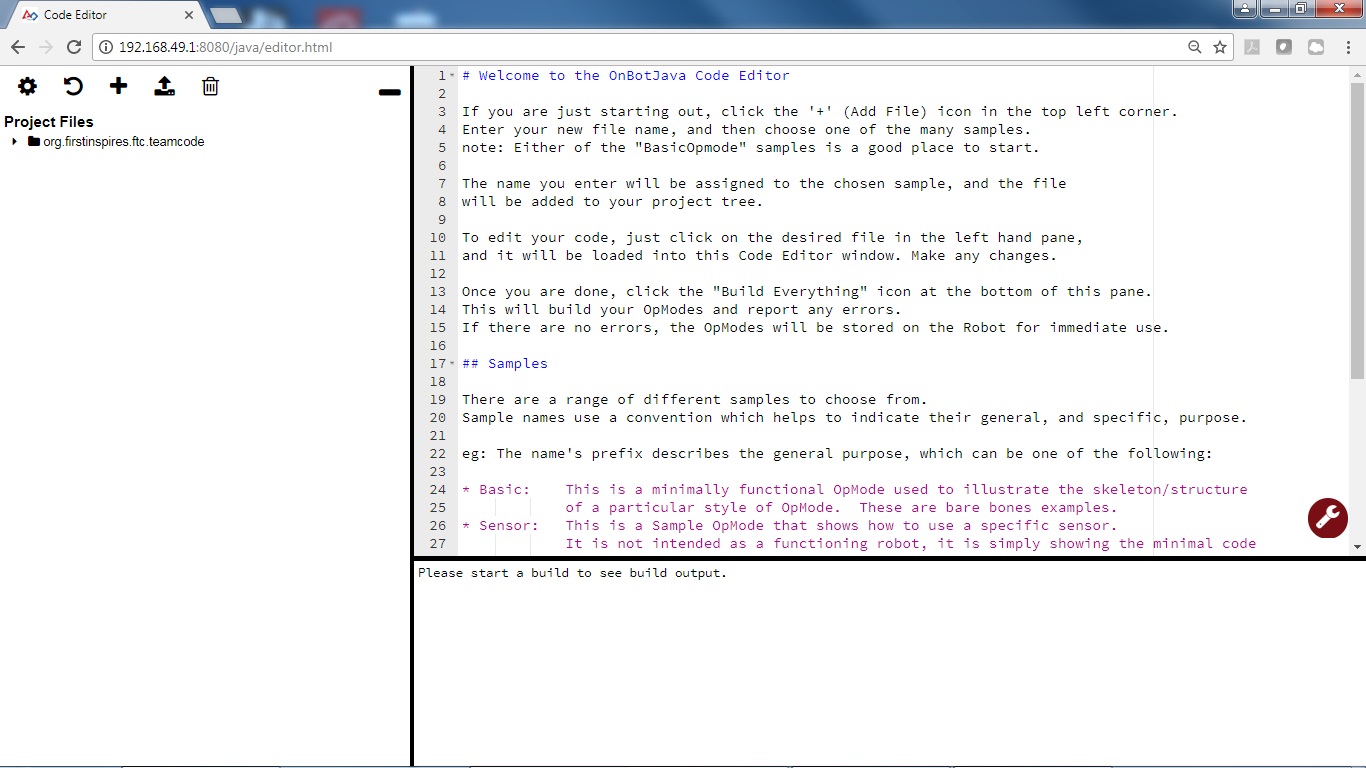 Code Editor
192.168.49.1:8080/java/editor.html
Project Files
org.firstinspires.ftc.teamcode
1 # Welcome to the OnBotJava Code Editor
2
3 If you are just starting out, click the '+' (Add File) icon in the top left corner.
4 Enter your new file name, and then choose one of the many samples.
5 note: Either of the "BasicOpmode" samples is a good place to start.
6
7 The name you enter will be assigned to the chosen sample, and the file
8 will be added to your project tree.
9
10 To edit your code, just click on the desired file in the left hand pane,
11 and it will be loaded into this Code Editor window. Make any changes.
12
13 Once you are done, click the "Build Everything" icon at the bottom of this pane.
14 This will build your OpModes and report any errors.
15 If there are no errors, the OpModes will be stored on the Robot for immediate use.
16
17 ## Samples
18
19 There are a range of different samples to choose from.
20 Sample names use a convention which helps to indicate their general, and specific, purpose.
21
22 eg: The name's prefix describes the general purpose, which can be one of the following:
23
24 * Basic:    This is a minimally functional OpMode used to illustrate the skeleton/structure
25             of a particular style of OpMode.  These are bare bones examples.
26 * Sensor:   This is a Sample OpMode that shows how to use a specific sensor.
27             It is not intended as a functioning robot, it is simply showing the minimal code
Please start a build to see build output.